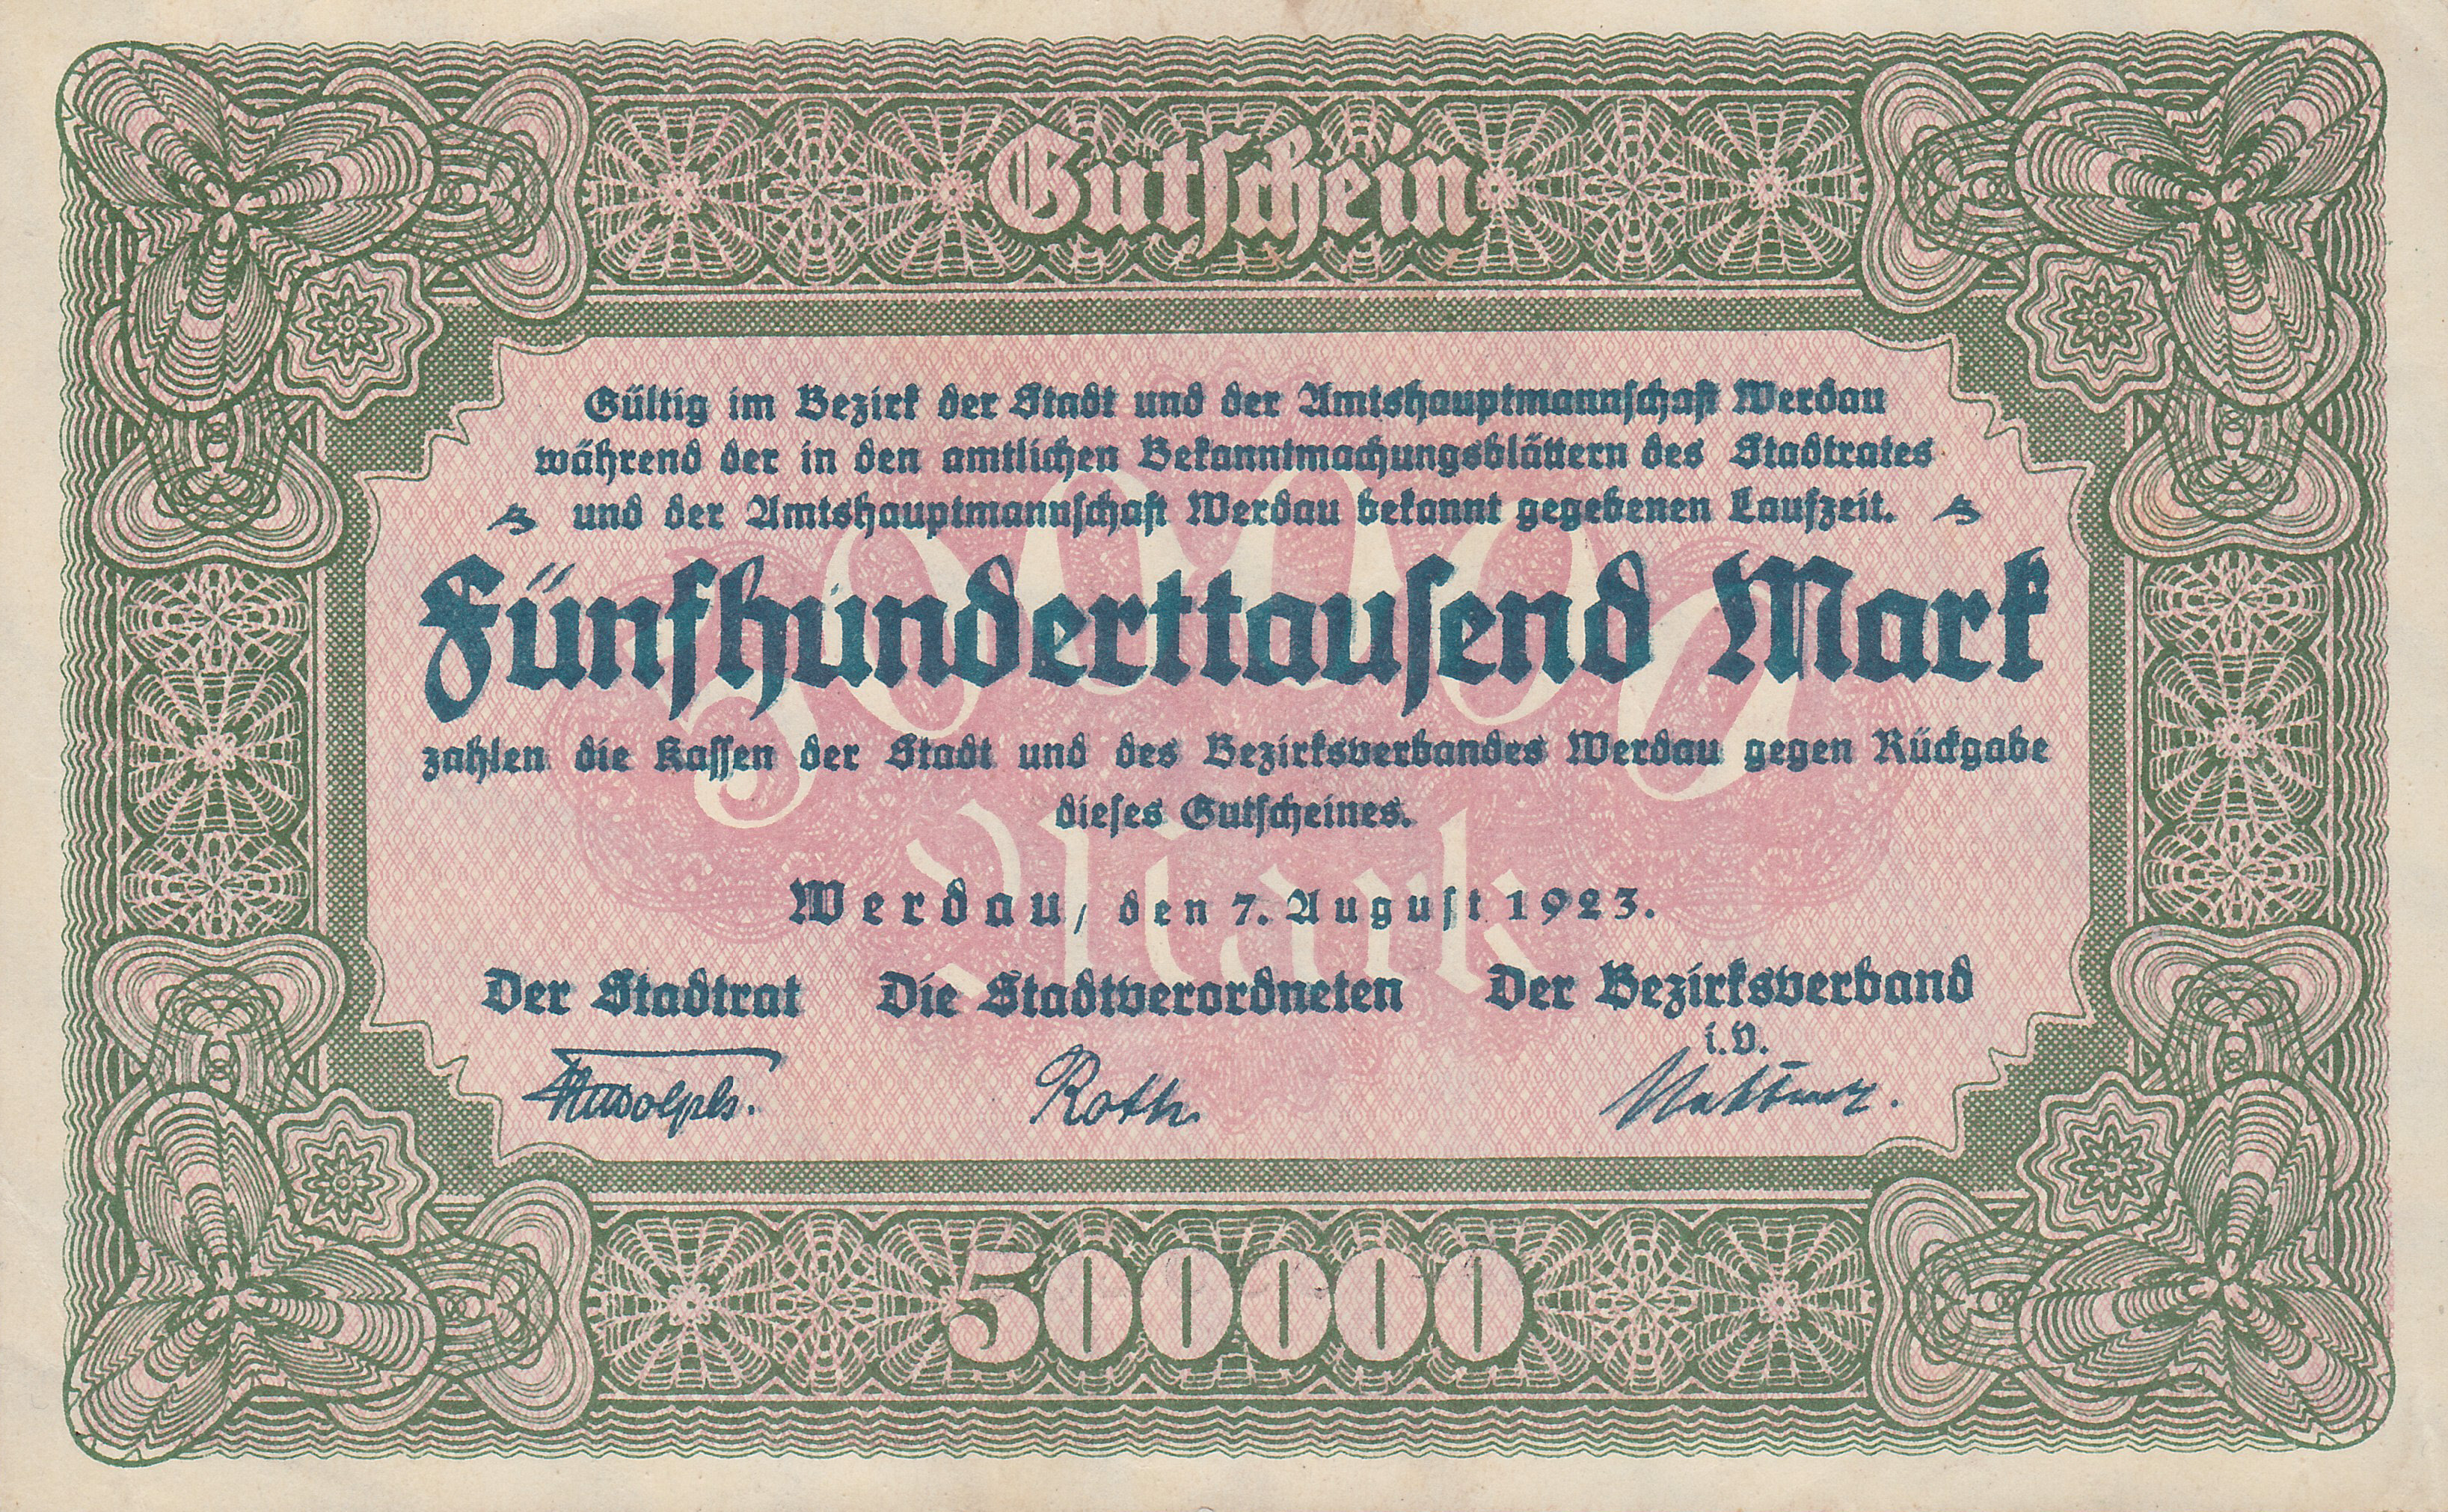 Gutschein
Gültig im Bezirk der Stadt und der Amtshauptmannschaft Werdau
während der in den amtlichen Bekanntmachungsblättern des Stadtrates
und der Amtshauptmannschaft Werdau bekannt gegebenen Laufzeit.
50000
Fünfhunderttausend Mark
zahlen die Kassen der Stadt und des Bezirksverbandes Werdau gegen Rückgabe
dieses Gutscheines.
Mark
Werdau, den 7. August 1923.
Der Stadtrat Die Stadtverordneten Der Bezirksverband
i.V.
Rudolph. Roth
500000